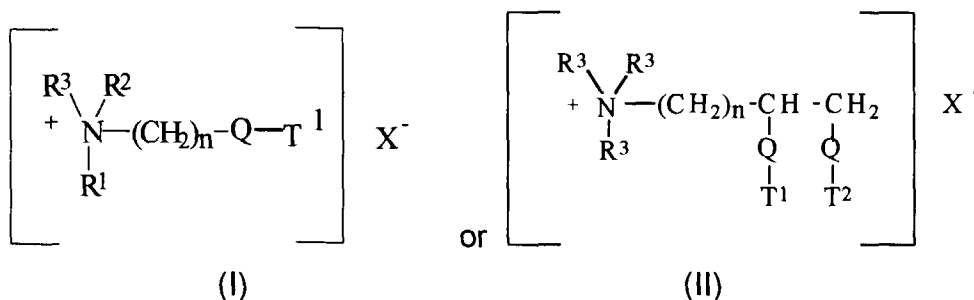 R³ R² R³ R³
+ N—(CH₂)n—Q—T¹ X⁻ + N—(CH₂)n—CH-CH₂ X⁻
R¹ R³ Q Q
T¹ T²
or
(I) (II)